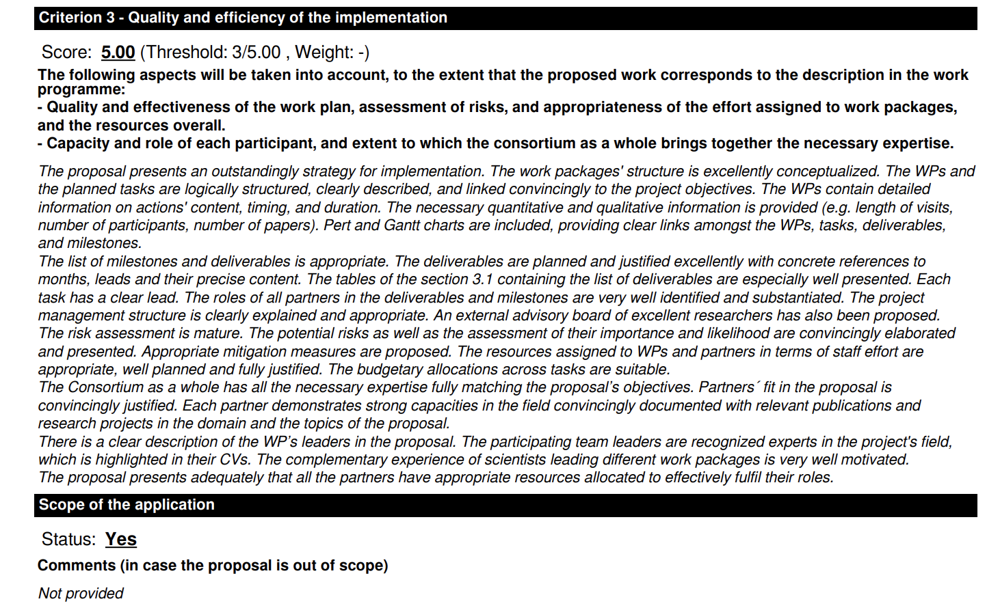 Criterion 3 - Quality and efficiency of the implementation
Score: 5.00 (Threshold: 3/5.00 , Weight: -)
The following aspects will be taken into account, to the extent that the proposed work corresponds to the description in the work
programme:
- Quality and effectiveness of the work plan, assessment of risks, and appropriateness of the effort assigned to work packages,
and the resources overall.
- Capacity and role of each participant, and extent to which the consortium as a whole brings together the necessary expertise.
The proposal presents an outstandingly strategy for implementation. The work packages' structure is excellently conceptualized. The WPs and
the planned tasks are logically structured, clearly described, and linked convincingly to the project objectives. The WPs contain detailed
information on actions' content, timing, and duration. The necessary quantitative and qualitative information is provided (e.g. length of visits,
number of participants, number of papers). Pert and Gantt charts are included, providing clear links amongst the WPs, tasks, deliverables,
and milestones.
The list of milestones and deliverables is appropriate. The deliverables are planned and justified excellently with concrete references to
months, leads and their precise content. The tables of the section 3.1 containing the list of deliverables are especially well presented. Each
task has a clear lead. The roles of all partners in the deliverables and milestones are very well identified and substantiated. The project
management structure is clearly explained and appropriate. An external advisory board of excellent researchers has also been proposed.
The risk assessment is mature. The potential risks as well as the assessment of their importance and likelihood are convincingly elaborated
and presented. Appropriate mitigation measures are proposed. The resources assigned to WPs and partners in terms of staff effort are
appropriate, well planned and fully justified. The budgetary allocations across tasks are suitable.
The Consortium as a whole has all the necessary expertise fully matching the proposal’s objectives. Partners´ fit in the proposal is
convincingly justified. Each partner demonstrates strong capacities in the field convincingly documented with relevant publications and
research projects in the domain and the topics of the proposal.
There is a clear description of the WP’s leaders in the proposal. The participating team leaders are recognized experts in the project's field,
which is highlighted in their CVs. The complementary experience of scientists leading different work packages is very well motivated.
The proposal presents adequately that all the partners have appropriate resources allocated to effectively fulfil their roles.
Scope of the application
Status: Yes
Comments (in case the proposal is out of scope)
Not provided